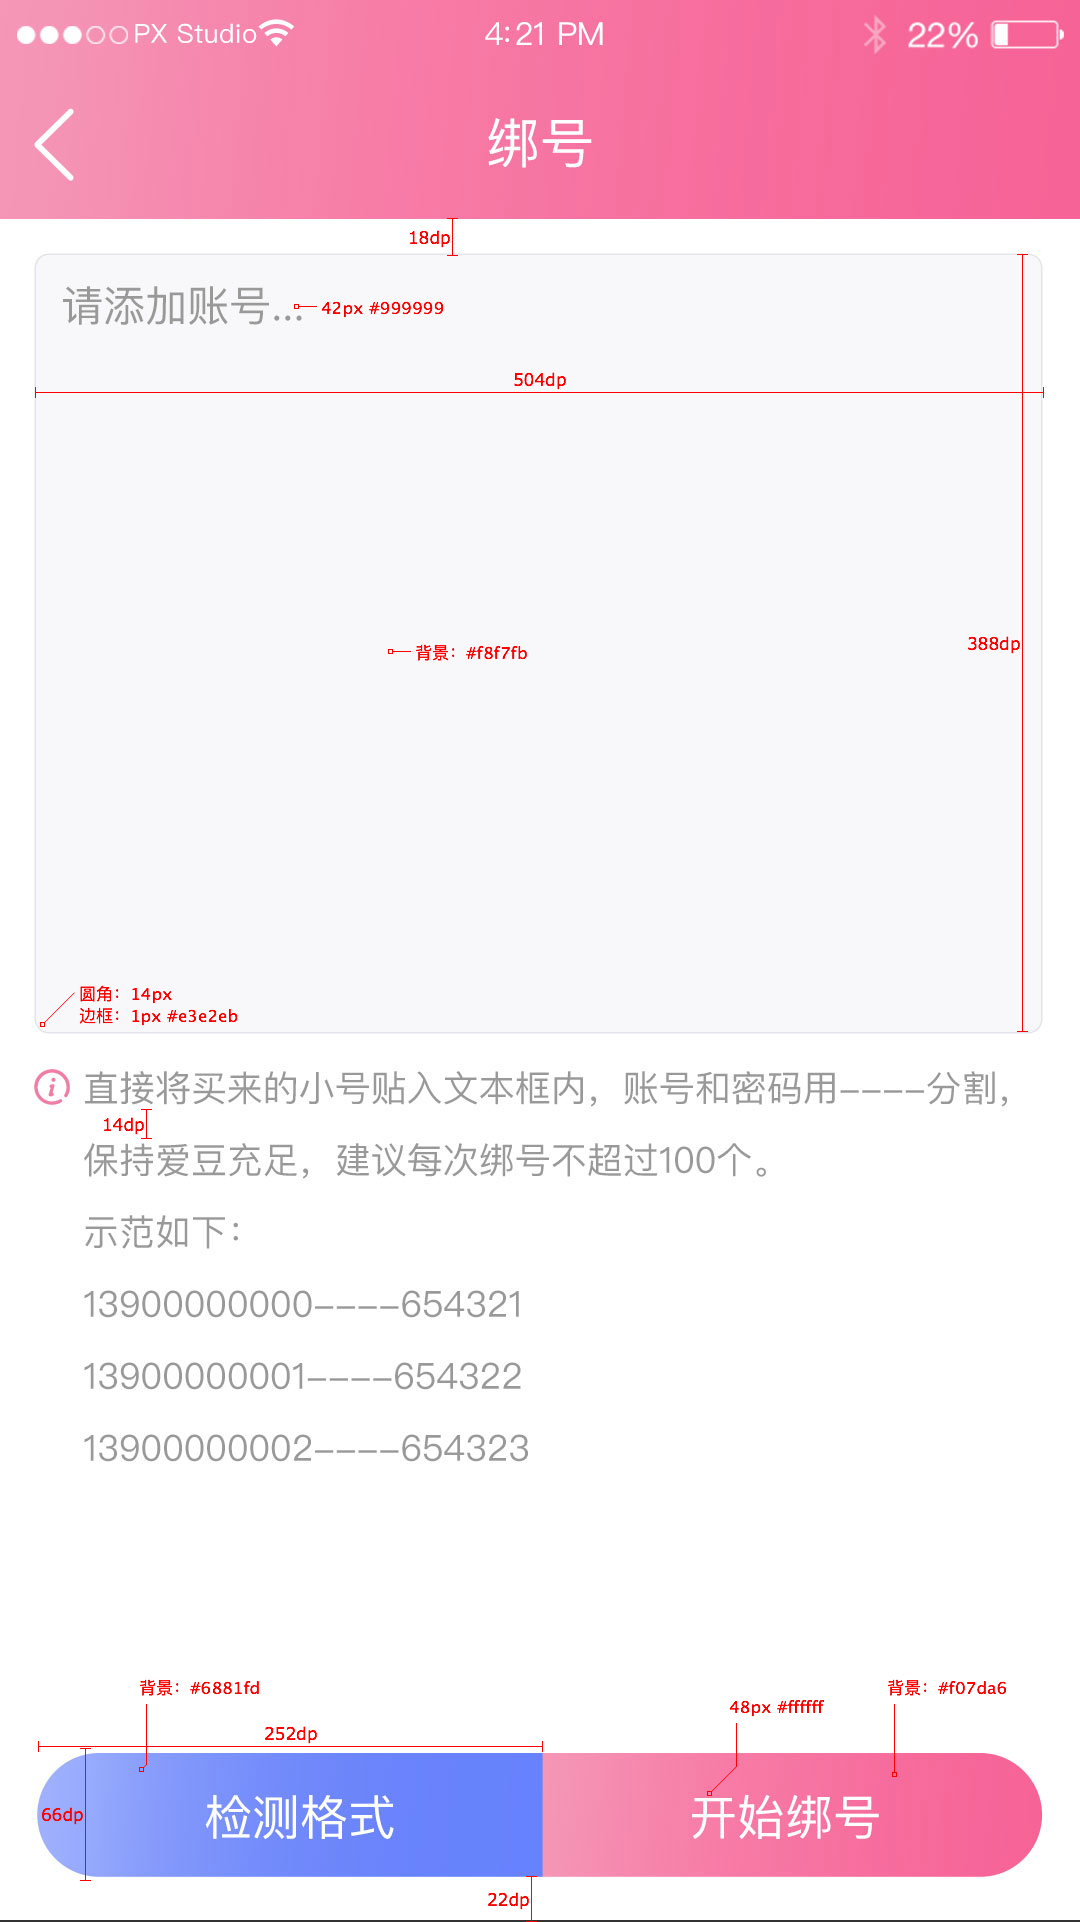 PX Studio 4:21 PM 22%
绑号
18dp
请添加账号... 42px #999999
504dp
388dp
背景：#f8f7fb
圆角：14px
边框：1px #e3e2eb
直接将买来的小号贴入文本框内，账号和密码用----分割，
14dp
保持爱豆充足，建议每次绑号不超过100个。
示范如下：
13900000000----654321
13900000001----654322
13900000002----654323
背景：#6881fd
背景：#f07da6
48px #ffffff
252dp
66dp
检测格式 开始绑号
22dp